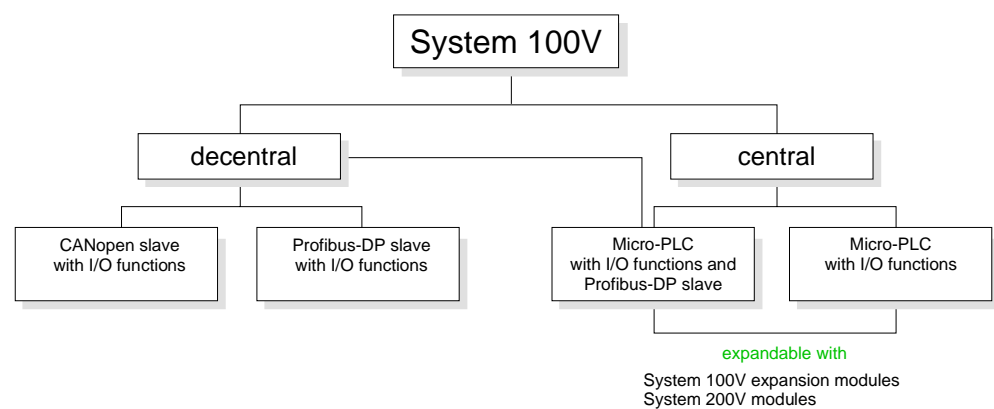 System 100V
decentral
central
CANopen slave
with I/O functions
Profibus-DP slave
with I/O functions
Micro-PLC
with I/O functions and
Profibus-DP slave
Micro-PLC
with I/O functions
expandable with
System 100V expansion modules
System 200V modules